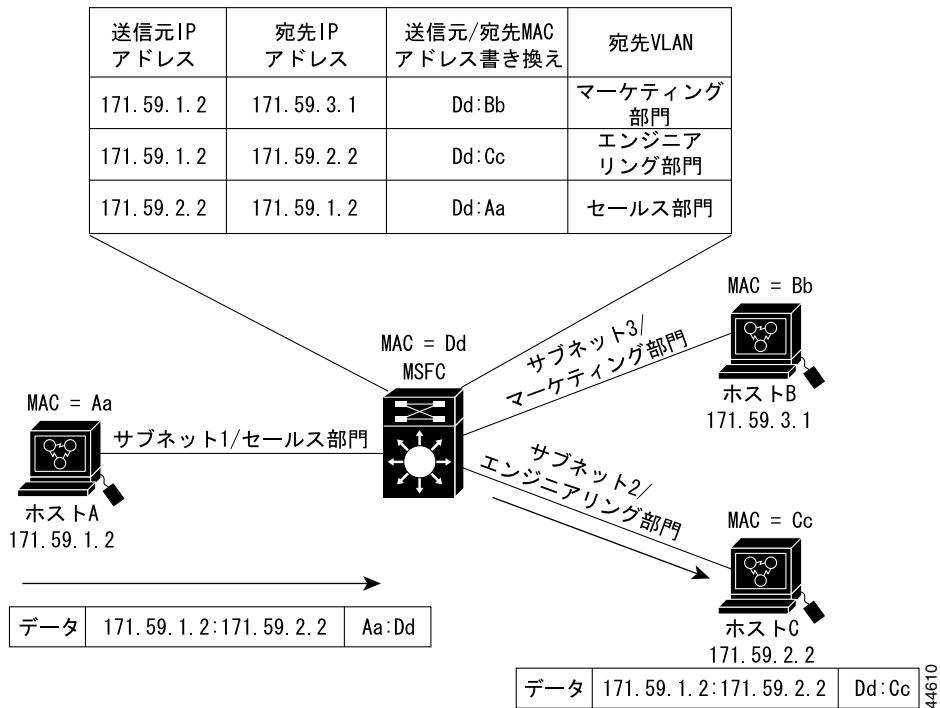 送信元IP
アドレス
宛先IP
アドレス
送信元/宛先MAC
アドレス書き換え
宛先VLAN
171.59.1.2
171.59.3.1
Dd:Bb
マーケティング
部門
171.59.1.2
171.59.2.2
Dd:Cc
エンジニア
リング部門
171.59.2.2
171.59.1.2
Dd:Aa
セールス部門
MAC = Bb
MAC = Dd
MSFC
サブネット3/
マーケティング部門
ホストB
171.59.3.1
MAC = Aa
サブネット1/セールス部門
サブネット2/
エンジニアリング部門
ホストA
171.59.1.2
MAC = Cc
データ
171.59.1.2:171.59.2.2
Aa:Dd
ホストC
171.59.2.2
データ
171.59.1.2:171.59.2.2
Dd:Cc
44610